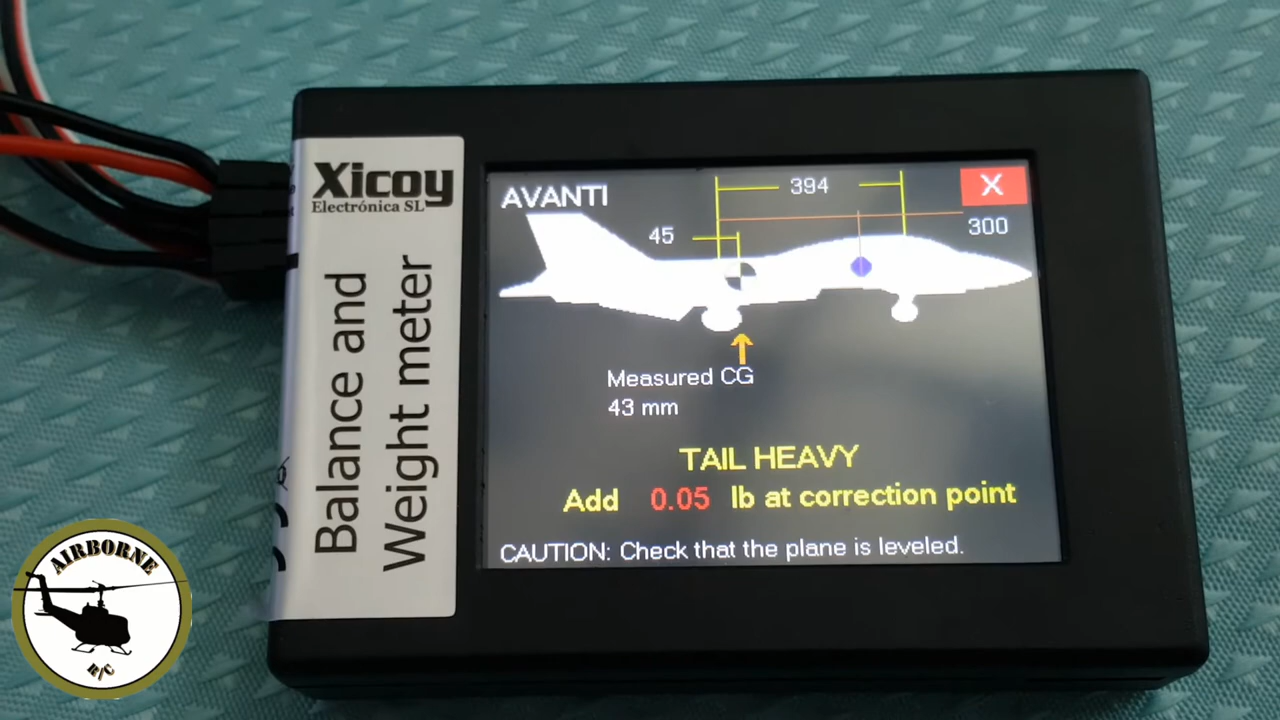 Xicoy
Electrónica SL
Balance and
Weight meter
AVANTI
394
X
45
300
Measured CG
43 mm
TAIL HEAVY
Add 0.05 lb at correction point
CAUTION: Check that the plane is leveled.
AIRBORNE
R/C